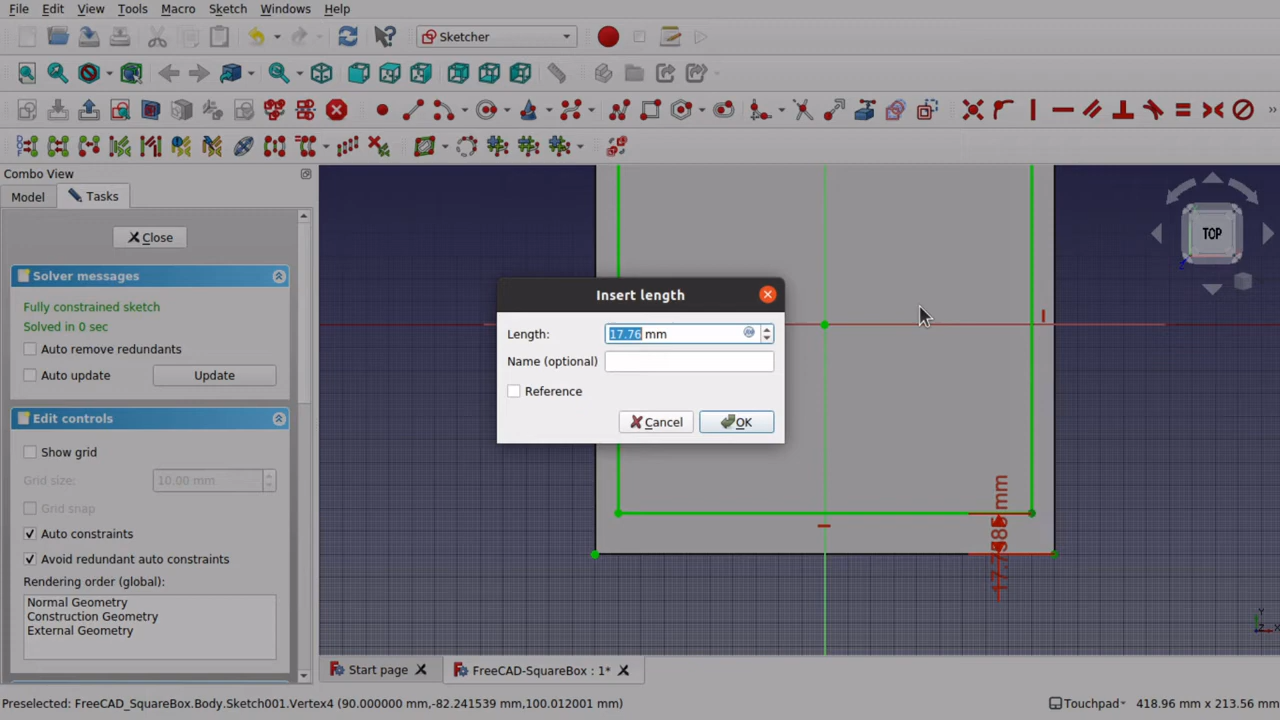 File Edit View Tools Macro Sketch Windows Help
Sketcher
Combo View
Model Tasks
Close
Solver messages
Fully constrained sketch
Solved in 0 sec
Auto remove redundants
Auto update Update
Edit controls
Show grid
Grid size: 10.00 mm
Grid snap
Auto constraints
Avoid redundant auto constraints
Rendering order (global):
Normal Geometry
Construction Geometry
External Geometry
TOP
Insert length
Length: 17.76 mm
Name (optional)
Reference
Cancel OK
Y
Z X
Start page FreeCAD-SquareBox : 1*
Preselected: FreeCAD_SquareBox.Body.Sketch001.Vertex4 (90.000000 mm,-82.241539 mm,100.012001 mm) Touchpad 418.96 mm x 213.56 mm